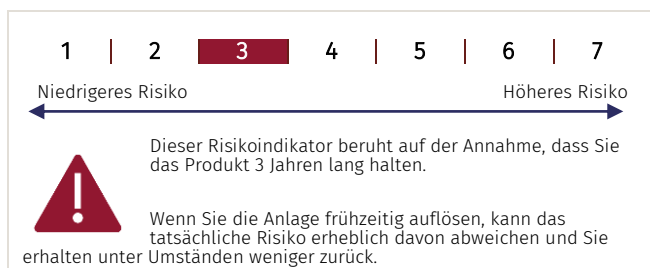 1 | 2 | 3 | 4 | 5 | 6 | 7
Niedrigeres Risiko Höheres Risiko
Dieser Risikoindikator beruht auf der Annahme, dass Sie
das Produkt 3 Jahren lang halten.
Wenn Sie die Anlage frühzeitig auflösen, kann das
tatsächliche Risiko erheblich davon abweichen und Sie
erhalten unter Umständen weniger zurück.